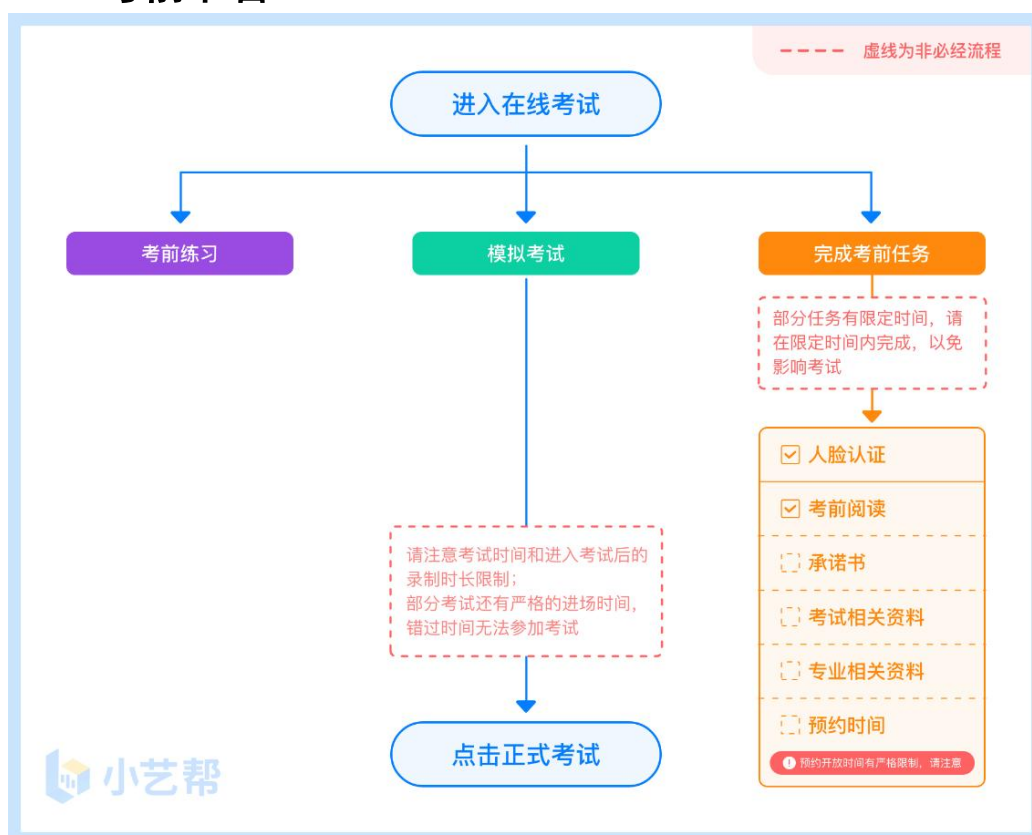 虚线为非必经流程
进入在线考试
考前练习
模拟考试
完成考前任务
部分任务有限定时间，请
在限定时间内完成，以免
影响考试
人脸认证
考前阅读
承诺书
考试相关资料
专业相关资料
预约时间
预约开放时间有严格限制，请注意
请注意考试时间和进入考试后的
录制时长限制；
部分考试还有严格的进场时间，
错过时间无法参加考试
点击正式考试
小艺帮